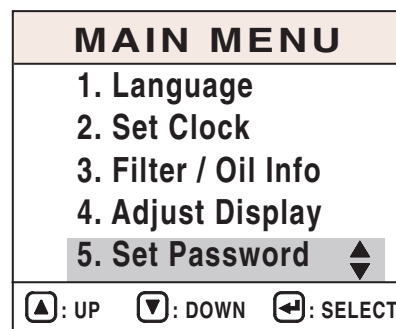 MAIN MENU
1. Language
2. Set Clock
3. Filter / Oil Info
4. Adjust Display
5. Set Password
: UP : DOWN : SELECT